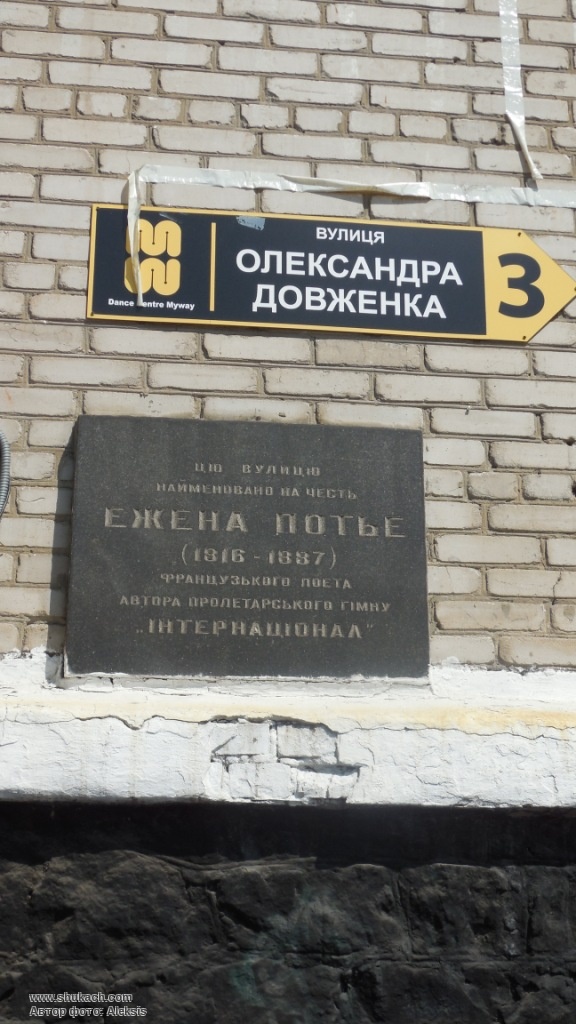 ВУЛИЦЯ
ОЛЕКСАНДРА
ДОВЖЕНКА
3
Dance Centre Myway
ЦЮ ВУЛИЦЮ
НАЙМЕНОВАНО НА ЧЕСТЬ
ЕЖЕНА ПОТЬЕ
(1816-1887)
ФРАНЦУЗЬКОГО ПОЕТА
АВТОРА ПРОЛЕТАРСЬКОГО ГІМНУ
„ІНТЕРНАЦІОНАЛ"
www.shukach.com
Автор фото: Aleksis